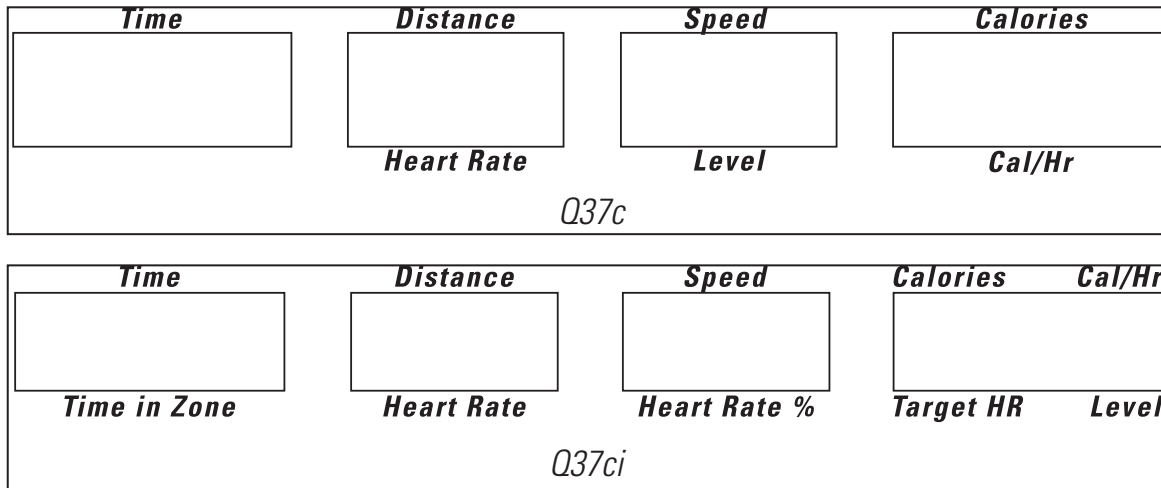 Time Distance Speed Calories
Heart Rate Level Cal/Hr
Q37c
Time Distance Speed Calories Cal/Hr
Time in Zone Heart Rate Heart Rate % Target HR Level
Q37ci